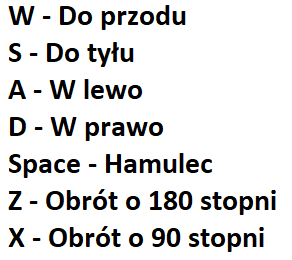 W - Do przodu
S - Do tyłu
A - W lewo
D - W prawo
Space - Hamulec
Z - Obrót o 180 stopni
X - Obrót o 90 stopni